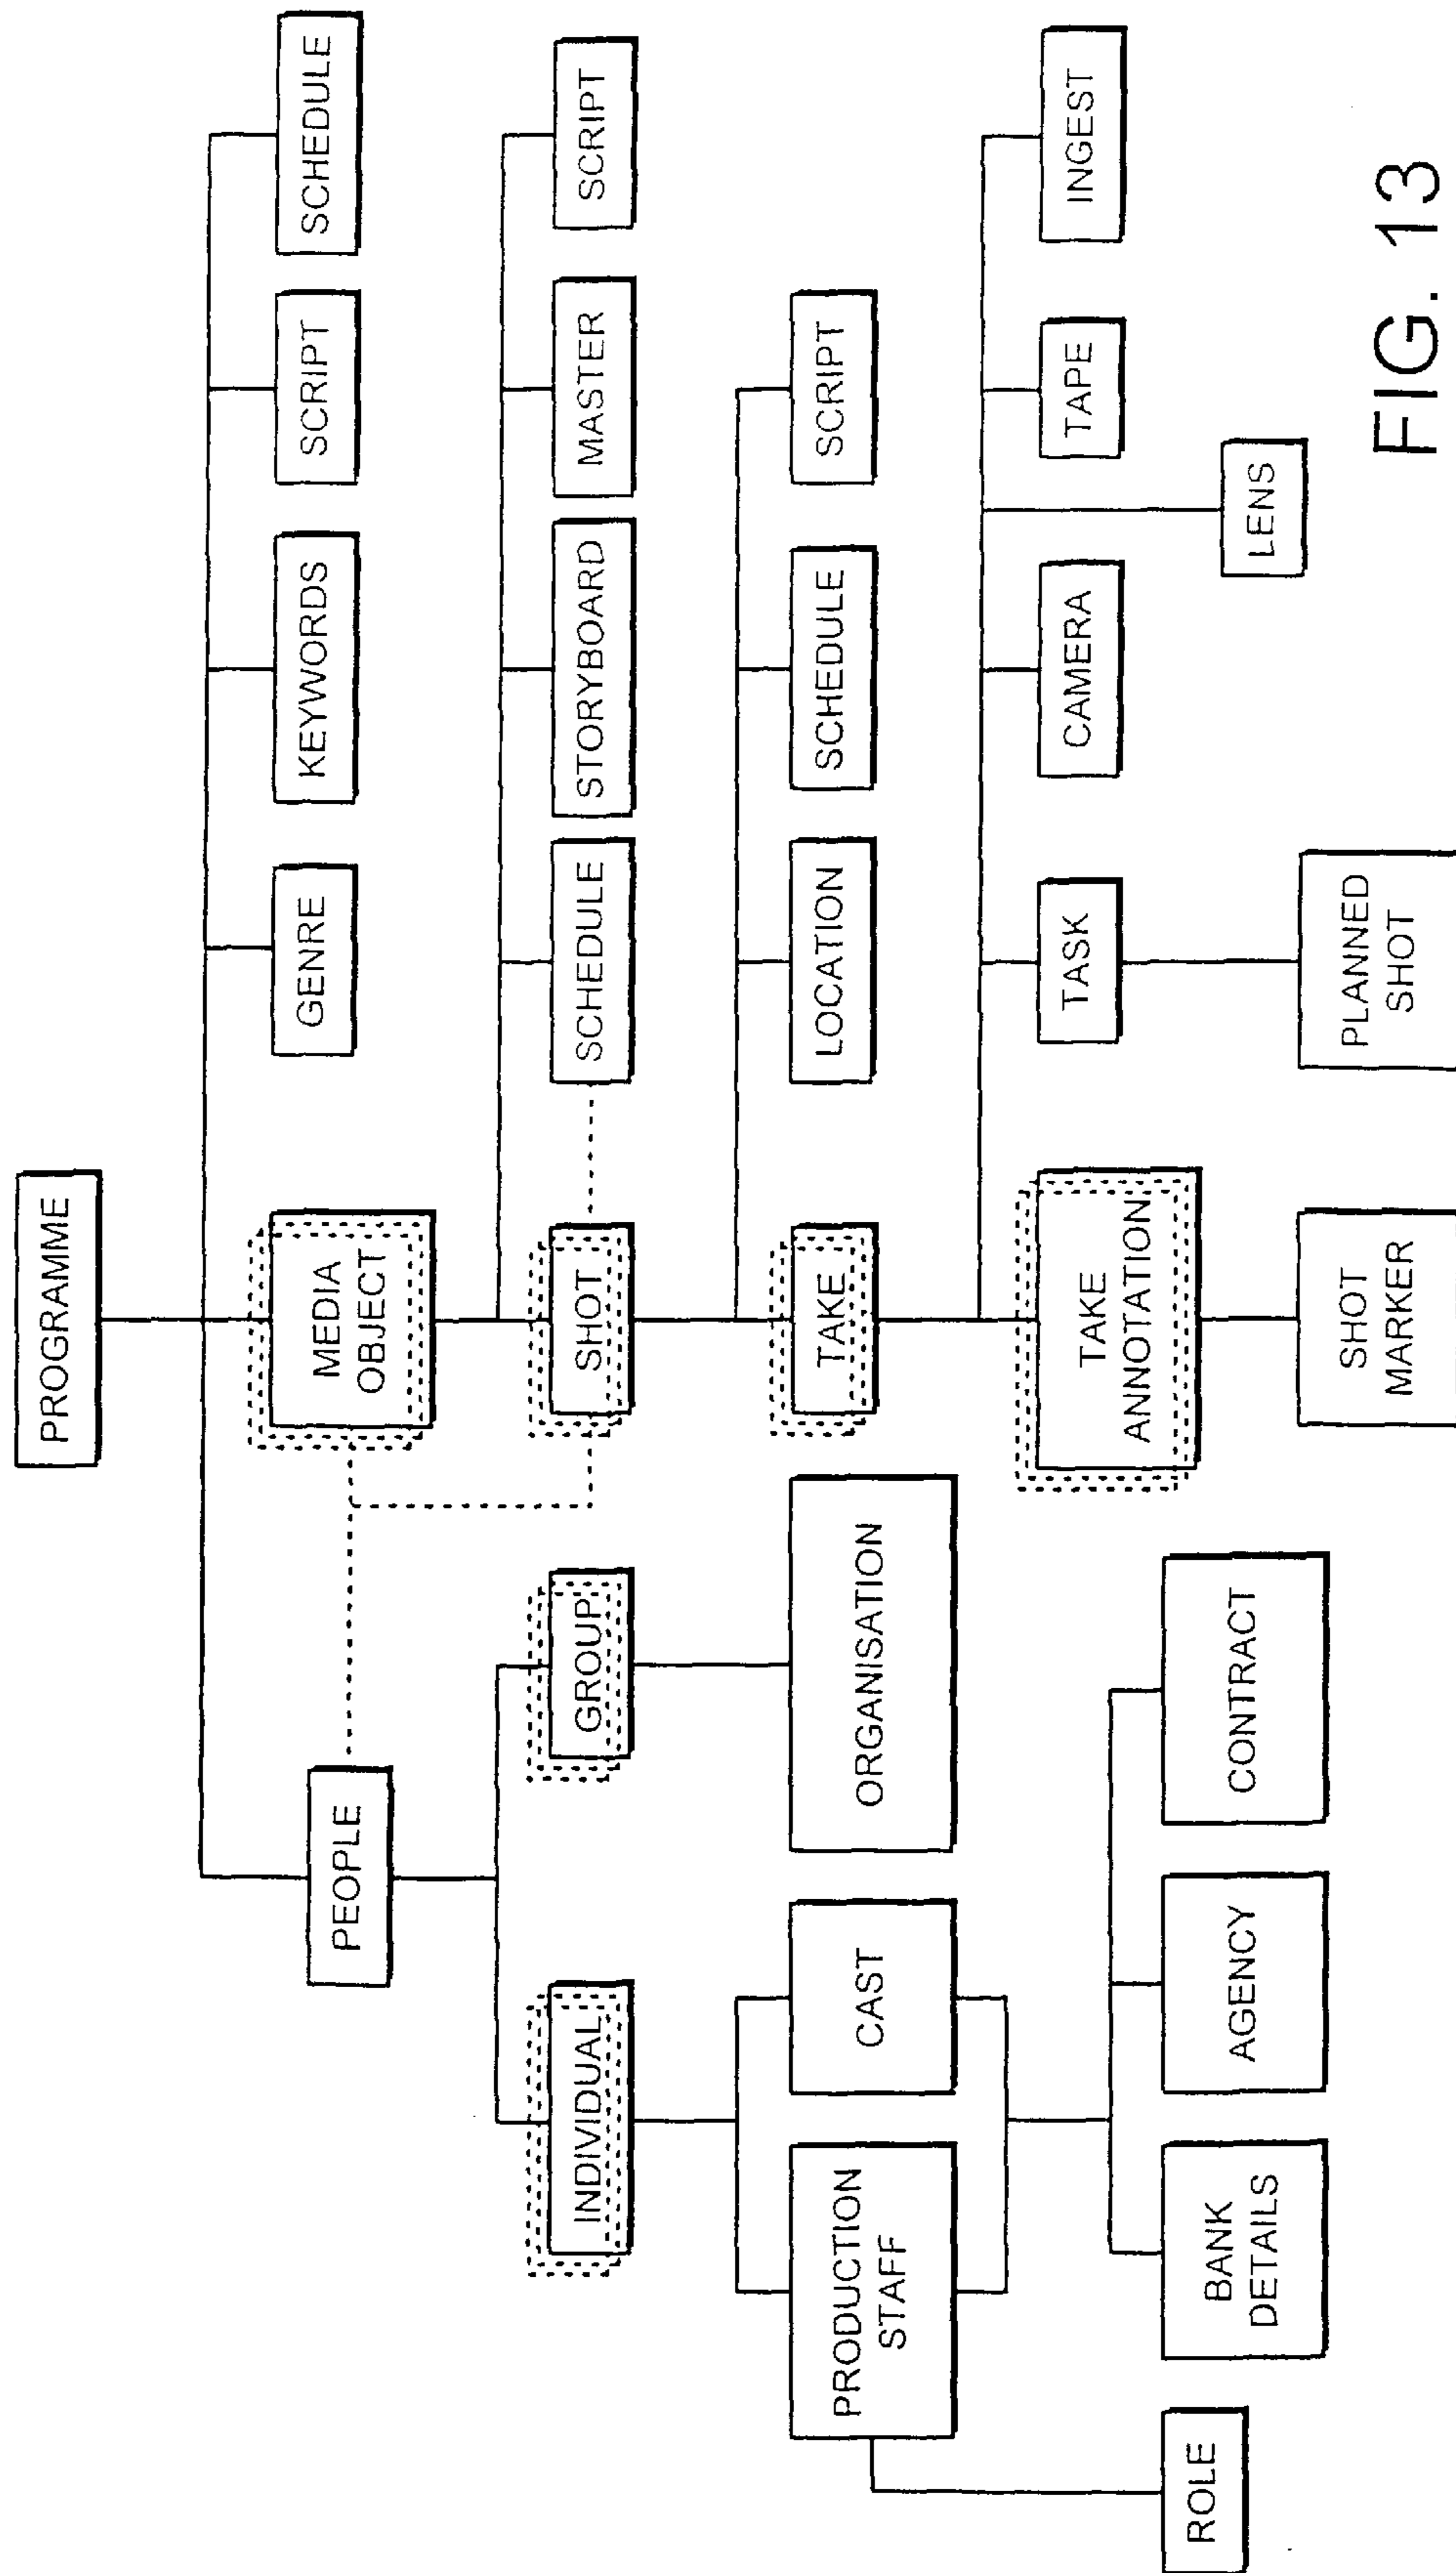 PROGRAMME
PEOPLE
MEDIA
OBJECT
GENRE
KEYWORDS
SCRIPT
SCHEDULE
INDIVIDUAL
GROUP
SHOT
SCHEDULE
STORYBOARD
MASTER
SCRIPT
PRODUCTION
STAFF
CAST
ORGANISATION
TAKE
LOCATION
SCHEDULE
SCRIPT
TAKE
ANNOTATION
TASK
CAMERA
TAPE
INGEST
ROLE
BANK
DETAILS
AGENCY
CONTRACT
LENS
SHOT
MARKER
PLANNED
SHOT
FIG. 13